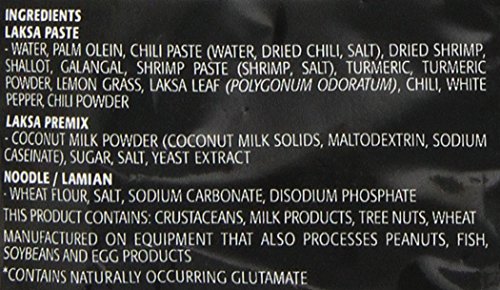 INGREDIENTS
LAKSA PASTE
- WATER, PALM OLEIN, CHILI PASTE (WATER, DRIED CHILI, SALT), DRIED SHRIMP,
SHALLOT, GALANGAL, SHRIMP PASTE (SHRIMP, SALT), TURMERIC, TURMERIC
POWDER, LEMON GRASS, LAKSA LEAF (POLYGONUM ODORATUM), CHILI, WHITE
PEPPER, CHILI POWDER
LAKSA PREMIX
- COCONUT MILK POWDER (COCONUT MILK SOLIDS, MALTODEXTRIN, SODIUM
CASEINATE), SUGAR, SALT, YEAST EXTRACT
NOODLE / LAMIAN
- WHEAT FLOUR, SALT, SODIUM CARBONATE, DISODIUM PHOSPHATE
THIS PRODUCT CONTAINS: CRUSTACEANS, MILK PRODUCTS, TREE NUTS, WHEAT
MANUFACTURED ON EQUIPMENT THAT ALSO PROCESSES PEANUTS, FISH,
SOYBEANS AND EGG PRODUCTS
*CONTAINS NATURALLY OCCURRING GLUTAMATE